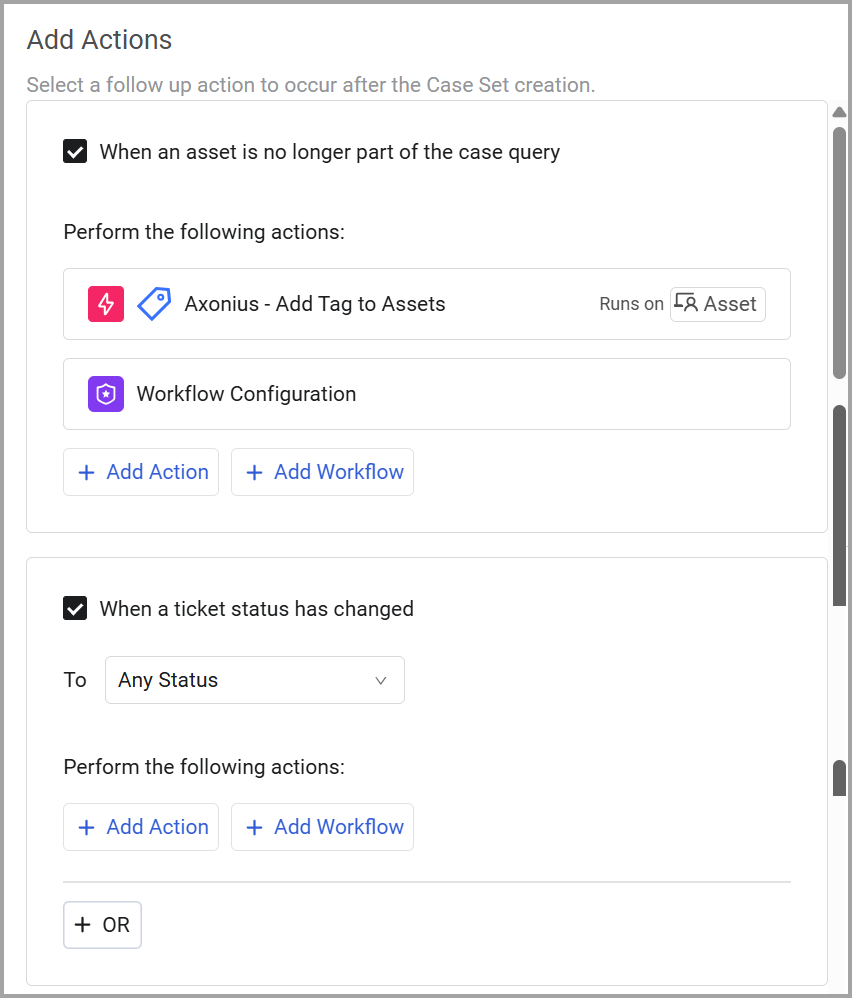 Add Actions
Select a follow up action to occur after the Case Set creation.
When an asset is no longer part of the case query
Perform the following actions:
Axonius - Add Tag to Assets Runs on Asset
Workflow Configuration
+ Add Action + Add Workflow
When a ticket status has changed
To Any Status
Perform the following actions:
+ Add Action + Add Workflow
+ OR